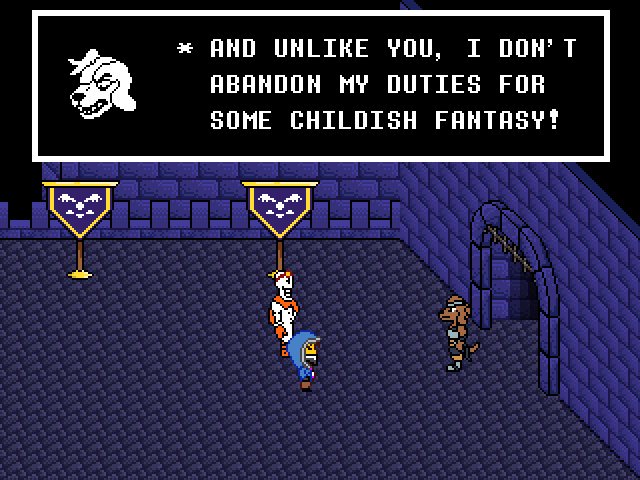 * AND UNLIKE YOU, I DON'T
ABANDON MY DUTIES FOR
SOME CHILDISH FANTASY!